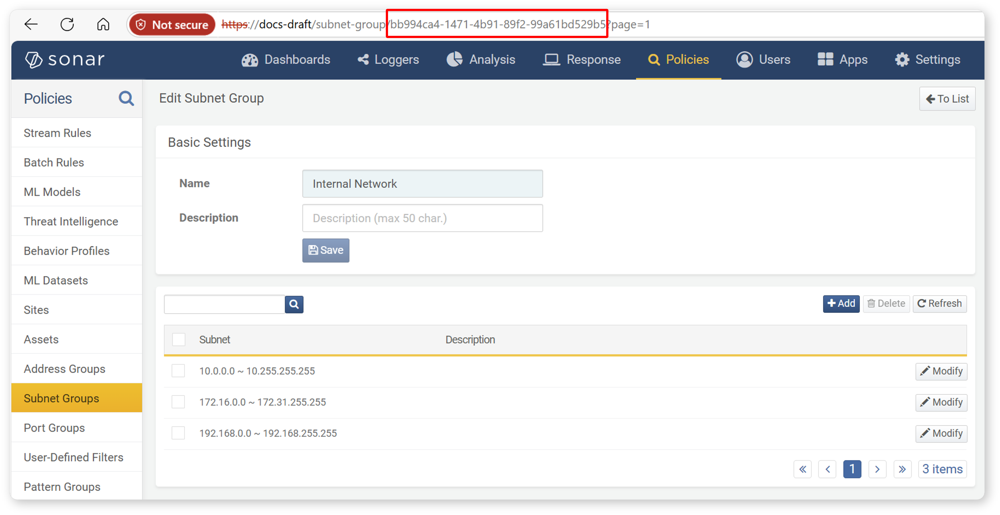 Not secure https://docs-draft/subnet-group/bb994ca4-1471-4b91-89f2-99a61bd529b5?page=1
sonar Dashboards Loggers Analysis Response Policies Users Apps Settings
Policies
Stream Rules
Batch Rules
ML Models
Threat Intelligence
Behavior Profiles
ML Datasets
Sites
Assets
Address Groups
Subnet Groups
Port Groups
User-Defined Filters
Pattern Groups
Edit Subnet Group
To List
Basic Settings
Name Internal Network
Description Description (max 50 char.)
Save
Add Delete Refresh
Subnet Description
10.0.0.0 ~ 10.255.255.255 Modify
172.16.0.0 ~ 172.31.255.255 Modify
192.168.0.0 ~ 192.168.255.255 Modify
« ‹ 1 › » 3 items